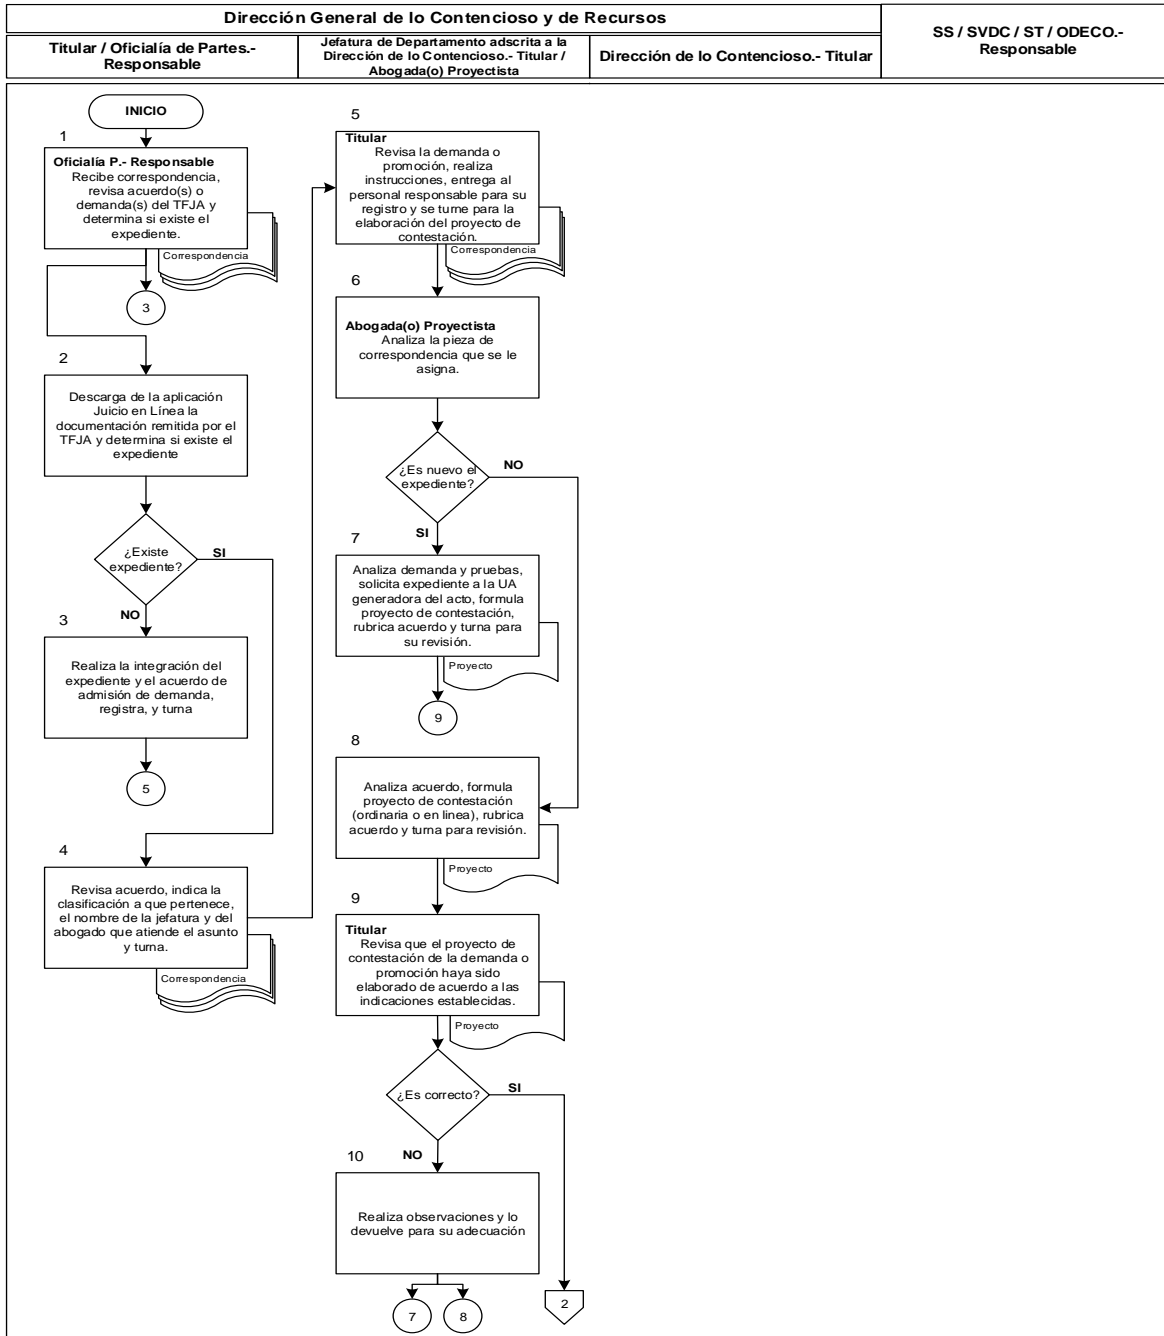 Dirección General de lo Contencioso y de Recursos
SS / SVDC / ST / ODECO.-
Responsable
Titular / Oficialía de Partes.-
Responsable
Jefatura de Departamento adscrita a la
Dirección de lo Contencioso.- Titular /
Abogada(o) Proyectista
Dirección de lo Contencioso.- Titular
INICIO
1
Oficialía P.- Responsable
Recibe correspondencia,
revisa acuerdo(s) o
demanda(s) del TFJA y
determina si existe el
expediente.
Correspondencia
3
2
Descarga de la aplicación
Juicio en Línea la
documentación remitida por el
TFJA y determina si existe el
expediente
¿Existe
expediente?
SI
NO
3
Realiza la integración del
expediente y el acuerdo de
admisión de demanda,
registra, y turna
5
4
Revisa acuerdo, indica la
clasificación a que pertenece,
el nombre de la jefatura y del
abogado que atiende el asunto
y turna.
Correspondencia
5
Titular
Revisa la demanda o
promoción, realiza
instrucciones, entrega al
personal responsable para su
registro y se turne para la
elaboración del proyecto de
contestación.
Correspondencia
6
Abogada(o) Proyectista
Analiza la pieza de
correspondencia que se le
asigna.
¿Es nuevo el
expediente?
NO
SI
7
Analiza demanda y pruebas,
solicita expediente a la UA
generadora del acto, formula
proyecto de contestación,
rubrica acuerdo y turna para
su revisión.
Proyecto
9
8
Analiza acuerdo, formula
proyecto de contestación
(ordinaria o en linea), rubrica
acuerdo y turna para revisión.
Proyecto
9
Titular
Revisa que el proyecto de
contestación de la demanda o
promoción haya sido
elaborado de acuerdo a las
indicaciones establecidas.
Proyecto
¿Es correcto?
SI
NO
10
Realiza observaciones y lo
devuelve para su adecuación
7
8
2